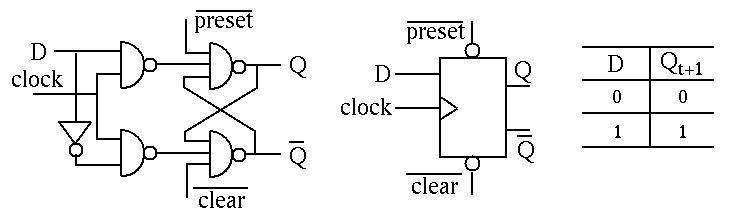 preset
D
clock
Q
Q̅
clear
preset
D
clock
Q
Q̅
clear
D Qt+1
0 0
1 1